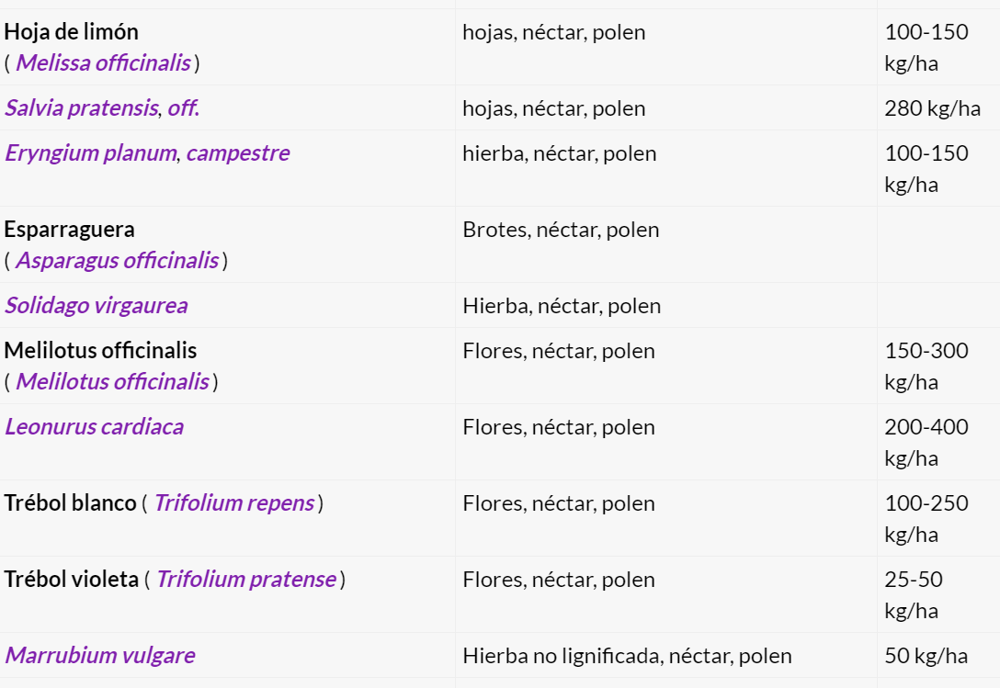 Hoja de limón hojas, néctar, polen 100-150
( Melissa officinalis ) kg/ha
Salvia pratensis, off. hojas, néctar, polen 280 kg/ha
Eryngium planum, campestre hierba, néctar, polen 100-150
kg/ha
Esparraguera Brotes, néctar, polen
( Asparagus officinalis )
Solidago virgaurea Hierba, néctar, polen
Melilotus officinalis Flores, néctar, polen 150-300
( Melilotus officinalis ) kg/ha
Leonurus cardiaca Flores, néctar, polen 200-400
kg/ha
Trébol blanco ( Trifolium repens ) Flores, néctar, polen 100-250
kg/ha
Trébol violeta ( Trifolium pratense ) Flores, néctar, polen 25-50
kg/ha
Marrubium vulgare Hierba no lignificada, néctar, polen 50 kg/ha